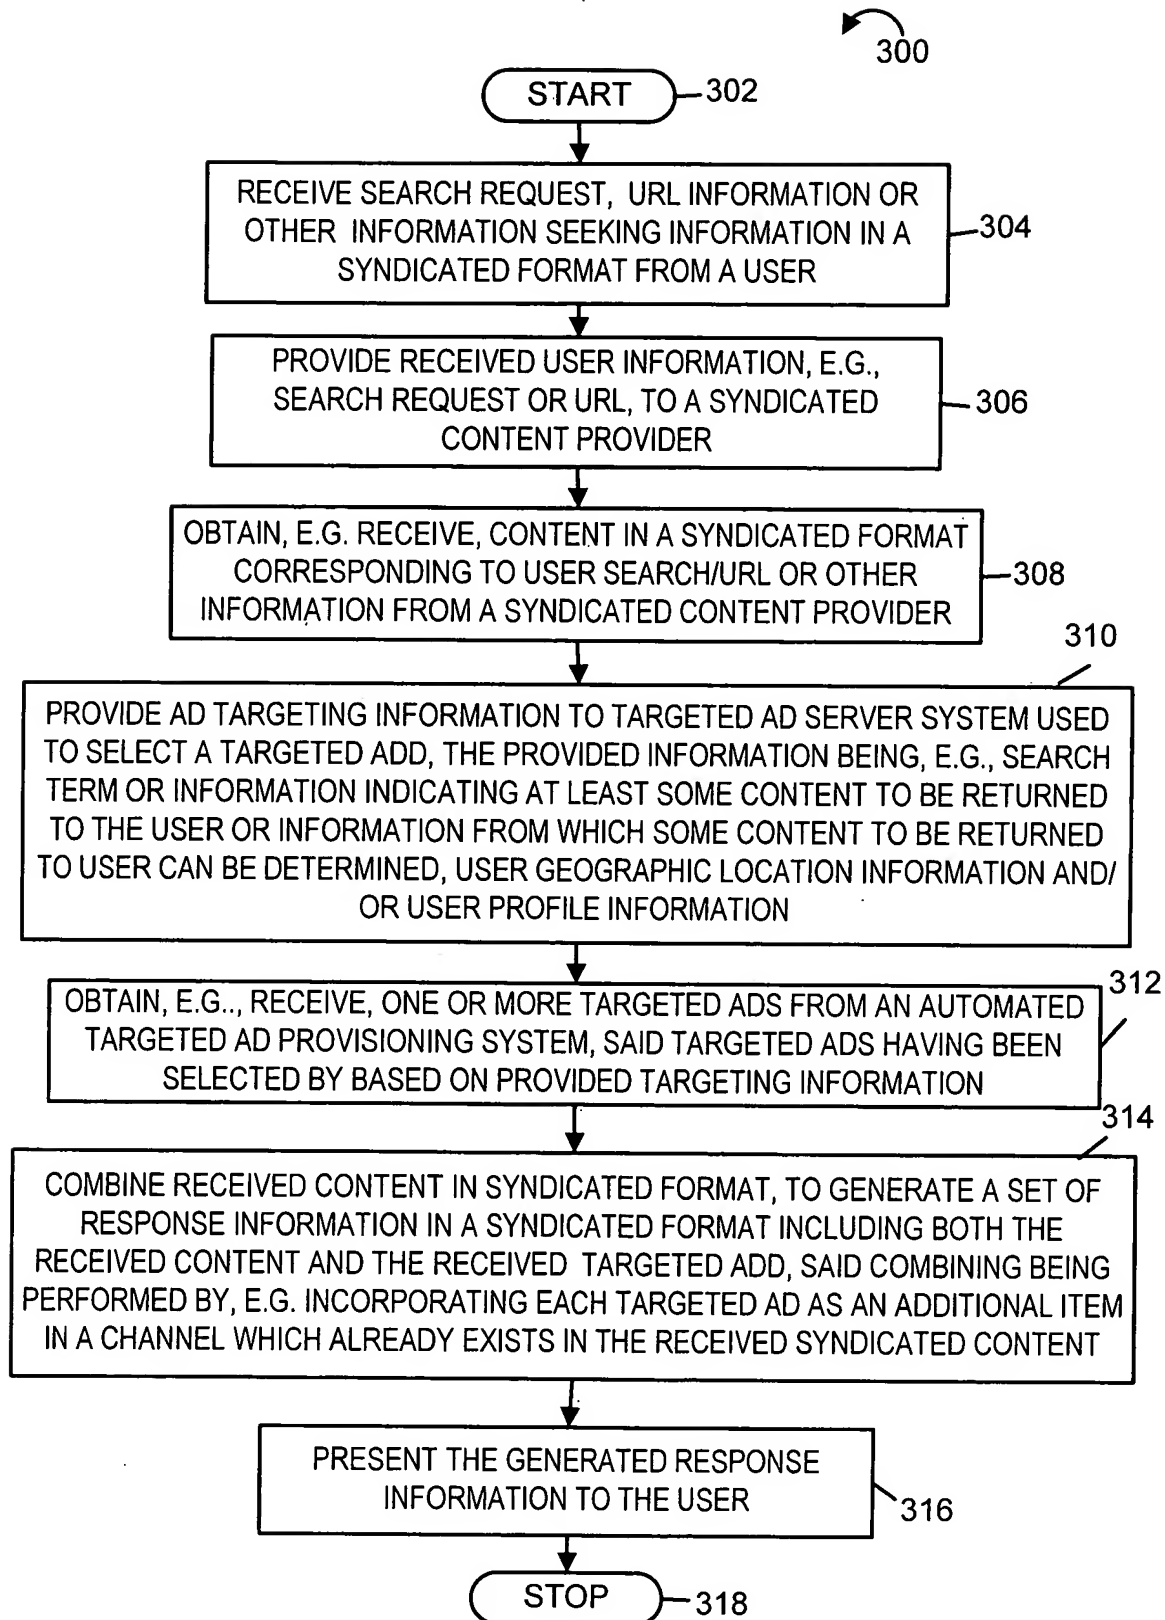 300
START
302
RECEIVE SEARCH REQUEST, URL INFORMATION OR
OTHER INFORMATION SEEKING INFORMATION IN A
SYNDICATED FORMAT FROM A USER
304
PROVIDE RECEIVED USER INFORMATION, E.G.,
SEARCH REQUEST OR URL, TO A SYNDICATED
CONTENT PROVIDER
306
OBTAIN, E.G. RECEIVE, CONTENT IN A SYNDICATED FORMAT
CORRESPONDING TO USER SEARCH/URL OR OTHER
INFORMATION FROM A SYNDICATED CONTENT PROVIDER
308
310
PROVIDE AD TARGETING INFORMATION TO TARGETED AD SERVER SYSTEM USED
TO SELECT A TARGETED ADD, THE PROVIDED INFORMATION BEING, E.G., SEARCH
TERM OR INFORMATION INDICATING AT LEAST SOME CONTENT TO BE RETURNED
TO THE USER OR INFORMATION FROM WHICH SOME CONTENT TO BE RETURNED
TO USER CAN BE DETERMINED, USER GEOGRAPHIC LOCATION INFORMATION AND/
OR USER PROFILE INFORMATION
312
OBTAIN, E.G.., RECEIVE, ONE OR MORE TARGETED ADS FROM AN AUTOMATED
TARGETED AD PROVISIONING SYSTEM, SAID TARGETED ADS HAVING BEEN
SELECTED BY BASED ON PROVIDED TARGETING INFORMATION
314
COMBINE RECEIVED CONTENT IN SYNDICATED FORMAT, TO GENERATE A SET OF
RESPONSE INFORMATION IN A SYNDICATED FORMAT INCLUDING BOTH THE
RECEIVED CONTENT AND THE RECEIVED TARGETED ADD, SAID COMBINING BEING
PERFORMED BY, E.G. INCORPORATING EACH TARGETED AD AS AN ADDITIONAL ITEM
IN A CHANNEL WHICH ALREADY EXISTS IN THE RECEIVED SYNDICATED CONTENT
PRESENT THE GENERATED RESPONSE
INFORMATION TO THE USER
316
STOP
318